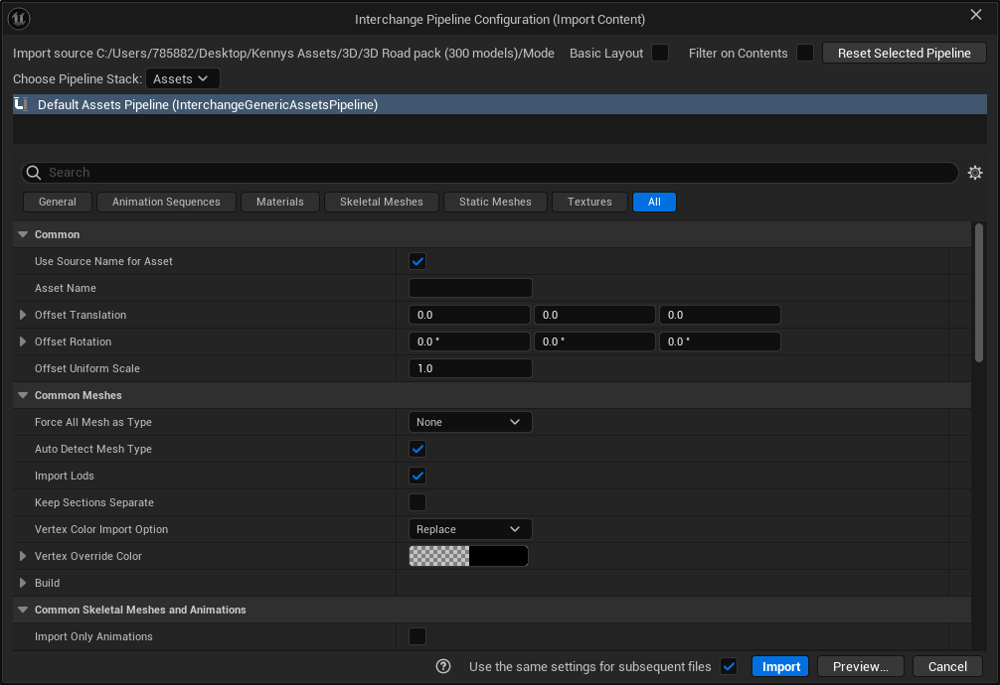 Interchange Pipeline Configuration (Import Content)
Import source C:/Users/785882/Desktop/Kennys Assets/3D/3D Road pack (300 models)/Mode Basic Layout Filter on Contents Reset Selected Pipeline
Choose Pipeline Stack: Assets
Default Assets Pipeline (InterchangeGenericAssetsPipeline)
Search
General Animation Sequences Materials Skeletal Meshes Static Meshes Textures All
Common
Use Source Name for Asset
Asset Name
Offset Translation 0.0 0.0 0.0
Offset Rotation 0.0 ° 0.0 ° 0.0 °
Offset Uniform Scale 1.0
Common Meshes
Force All Mesh as Type None
Auto Detect Mesh Type
Import Lods
Keep Sections Separate
Vertex Color Import Option Replace
Vertex Override Color
Build
Common Skeletal Meshes and Animations
Import Only Animations
? Use the same settings for subsequent files Import Preview... Cancel